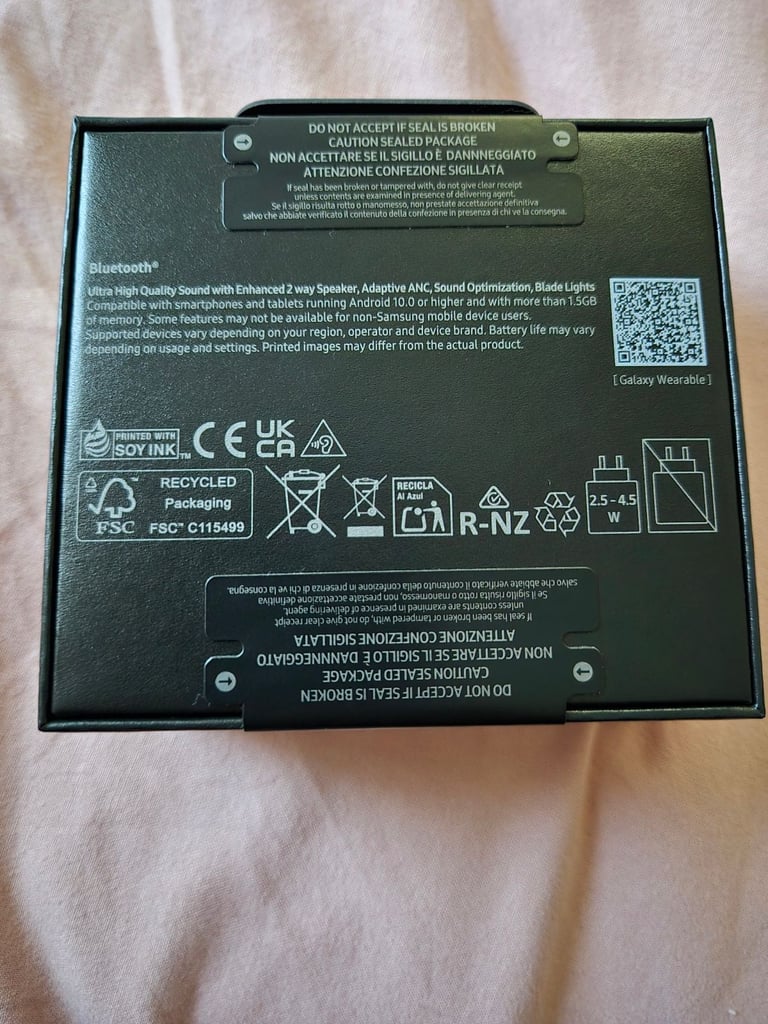 DO NOT ACCEPT IF SEAL IS BROKEN
CAUTION SEALED PACKAGE
NON ACCETTARE SE IL SIGILLO È DANNNEGGIATO
ATTENZIONE CONFEZIONE SIGILLATA
If seal has been broken or tampered with, do not give clear receipt
unless contents are examined in presence of delivering agent.
Se il sigillo risulta rotto o manomesso, non prestate accettazione definitiva
salvo che abbiate verificato il contenuto della confezione in presenza di chi ve la consegna.
Bluetooth®
Ultra High Quality Sound with Enhanced 2 way Speaker, Adaptive ANC, Sound Optimization, Blade Lights
Compatible with smartphones and tablets running Android 10.0 or higher and with more than 1.5GB
of memory. Some features may not be available for non-Samsung mobile device users.
Supported devices vary depending on your region, operator and device brand. Battery life may vary
depending on usage and settings. Printed images may differ from the actual product.
[ Galaxy Wearable ]
PRINTED WITH
SOY INK™
CE
UK
CA
RECYCLED
Packaging
FSC™ C115499
FSC
RECICLA
Al Azul
R-NZ
2.5 - 4.5
W
DO NOT ACCEPT IF SEAL IS BROKEN
CAUTION SEALED PACKAGE
NON ACCETTARE SE IL SIGILLO È DANNNEGGIATO
ATTENZIONE CONFEZIONE SIGILLATA
If seal has been broken or tampered with, do not give clear receipt
unless contents are examined in presence of delivering agent.
Se il sigillo risulta rotto o manomesso, non prestate accettazione definitiva
salvo che abbiate verificato il contenuto della confezione in presenza di chi ve la consegna.